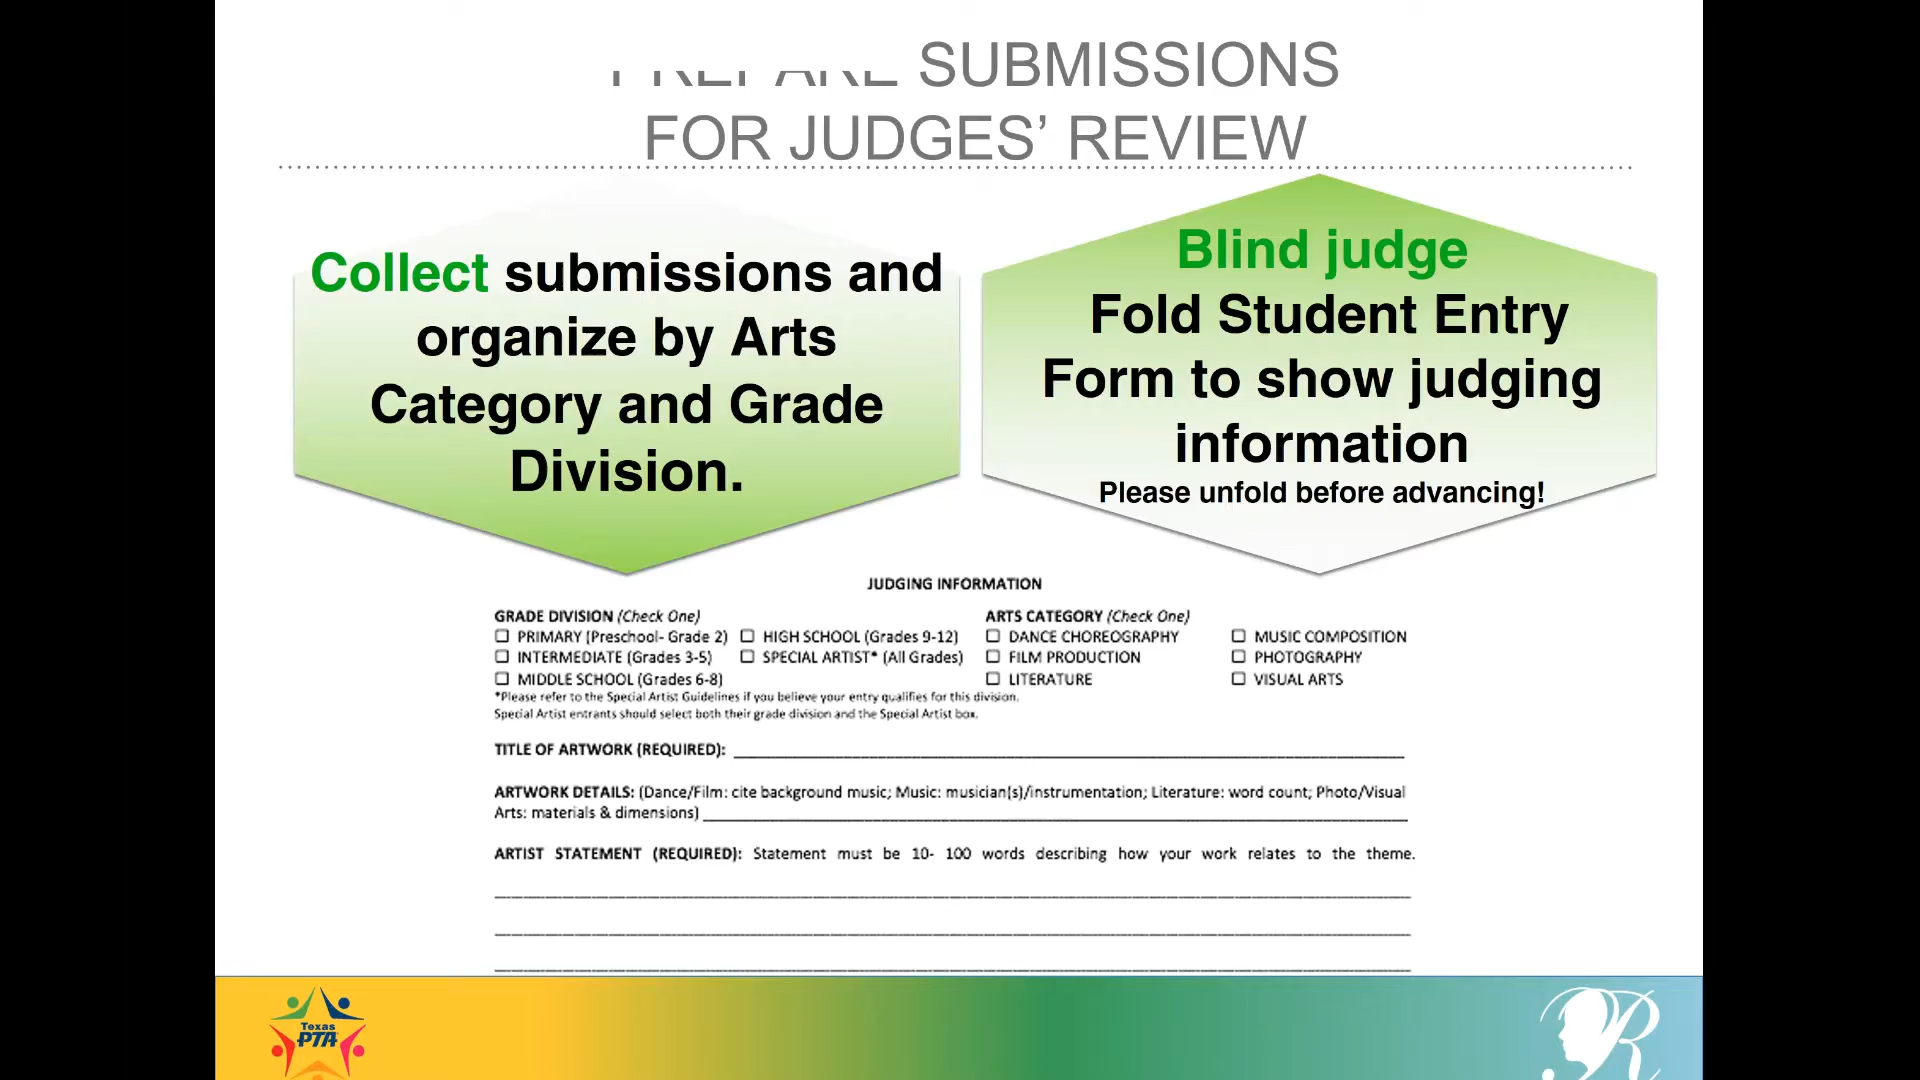 PREPARE SUBMISSIONS
FOR JUDGES’ REVIEW
Collect submissions and
organize by Arts
Category and Grade
Division.
Blind judge
Fold Student Entry
Form to show judging
information
Please unfold before advancing!
JUDGING INFORMATION
GRADE DIVISION (Check One)
☐ PRIMARY (Preschool- Grade 2) ☐ HIGH SCHOOL (Grades 9-12)
☐ INTERMEDIATE (Grades 3-5) ☐ SPECIAL ARTIST* (All Grades)
☐ MIDDLE SCHOOL (Grades 6-8)
ARTS CATEGORY (Check One)
☐ DANCE CHOREOGRAPHY ☐ MUSIC COMPOSITION
☐ FILM PRODUCTION ☐ PHOTOGRAPHY
☐ LITERATURE ☐ VISUAL ARTS
*Please refer to the Special Artist Guidelines if you believe your entry qualifies for this division.
Special Artist entrants should select both their grade division and the Special Artist box.
TITLE OF ARTWORK (REQUIRED):
ARTWORK DETAILS: (Dance/Film: cite background music; Music: musician(s)/instrumentation; Literature: word count; Photo/Visual
Arts: materials & dimensions)
ARTIST STATEMENT (REQUIRED): Statement must be 10- 100 words describing how your work relates to the theme.
Texas
PTA
R